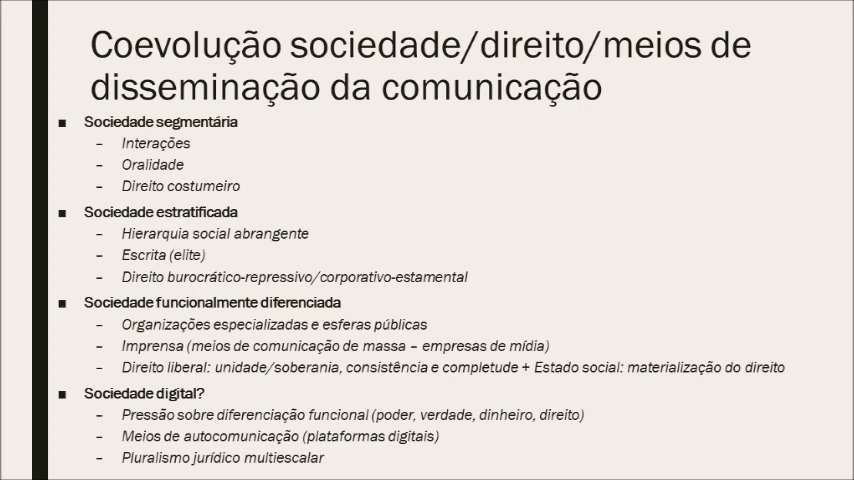 Coevolução sociedade/direito/meios de
disseminação da comunicação
■ Sociedade segmentária
– Interações
– Oralidade
– Direito costumeiro
■ Sociedade estratificada
– Hierarquia social abrangente
– Escrita (elite)
– Direito burocrático-repressivo/corporativo-estamental
■ Sociedade funcionalmente diferenciada
– Organizações especializadas e esferas públicas
– Imprensa (meios de comunicação de massa – empresas de mídia)
– Direito liberal: unidade/soberania, consistência e completude + Estado social: materialização do direito
■ Sociedade digital?
– Pressão sobre diferenciação funcional (poder, verdade, dinheiro, direito)
– Meios de autocomunicação (plataformas digitais)
– Pluralismo jurídico multiescalar